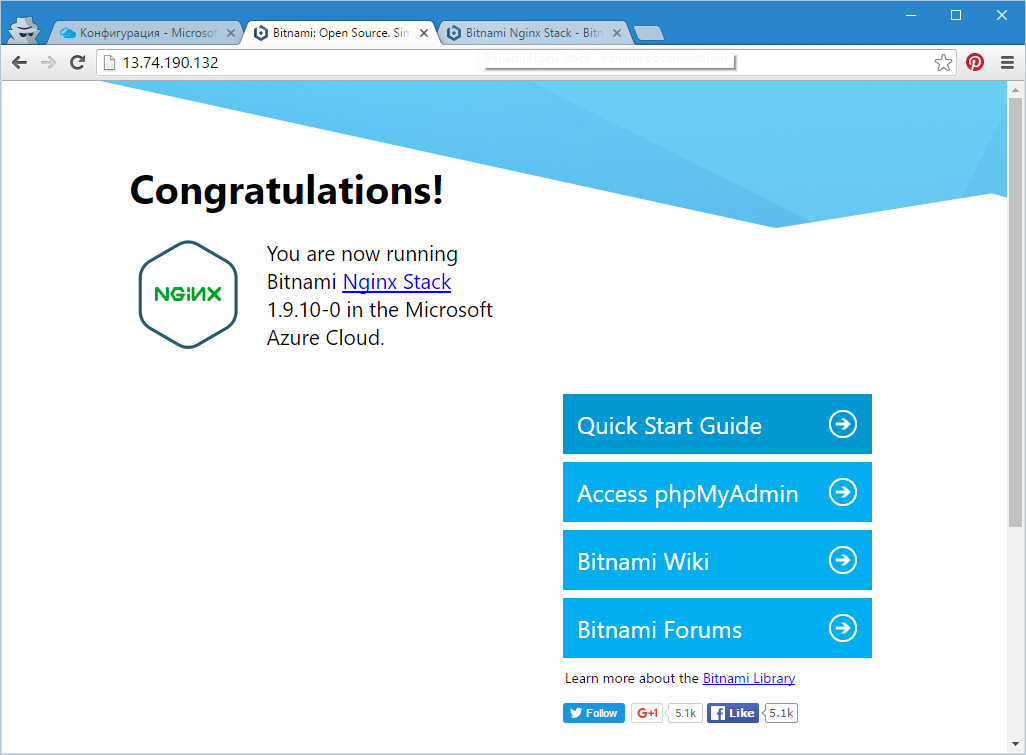 Конфигурация - Microsof
Bitnami: Open Source. Sim
Bitnami Nginx Stack - Bitn
13.74.190.132
Bitnami Nginx Stack - Bitnami documentation
Congratulations!
NGINX
You are now running
Bitnami Nginx Stack
1.9.10-0 in the Microsoft
Azure Cloud.
Quick Start Guide
Access phpMyAdmin
Bitnami Wiki
Bitnami Forums
Learn more about the Bitnami Library
Follow
G+1
5.1k
Like
5.1k